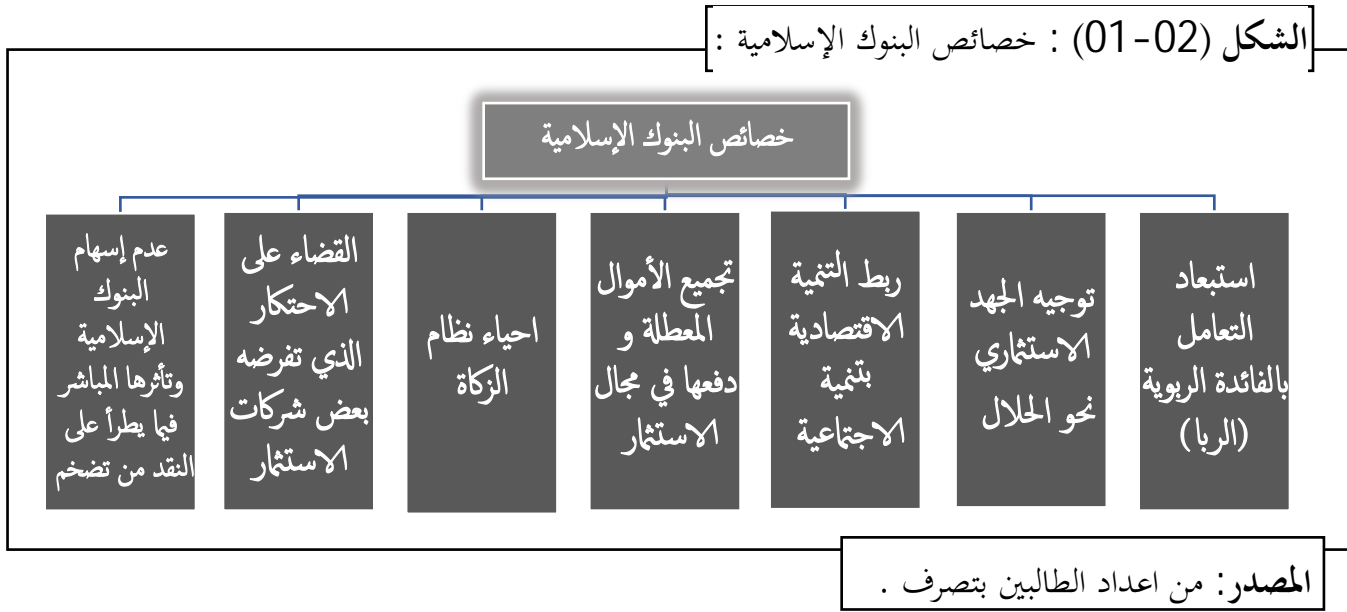 الشكل (02-01) : خصائص البنوك الإسلامية :
خصائص البنوك الإسلامية
استبعاد
التعامل
بالفائدة الربوية
(الربا)
توجيه الجهد
الاستثماري
نحو الحلال
ربط التنمية
الاقتصادية
بتنمية
الاجتماعية
تجميع الأموال
المعطلة و
دفعها في مجال
الاستثمار
احياء نظام
الزكاة
القضاء على
الاحتكار
الذي تفرضه
بعض شركات
الاستثمار
عدم إسهام
البنوك
الإسلامية
وتأثرها المباشر
فيما يطرأ على
النقد من تضخم
المصدر: من اعداد الطالبين بتصرف .